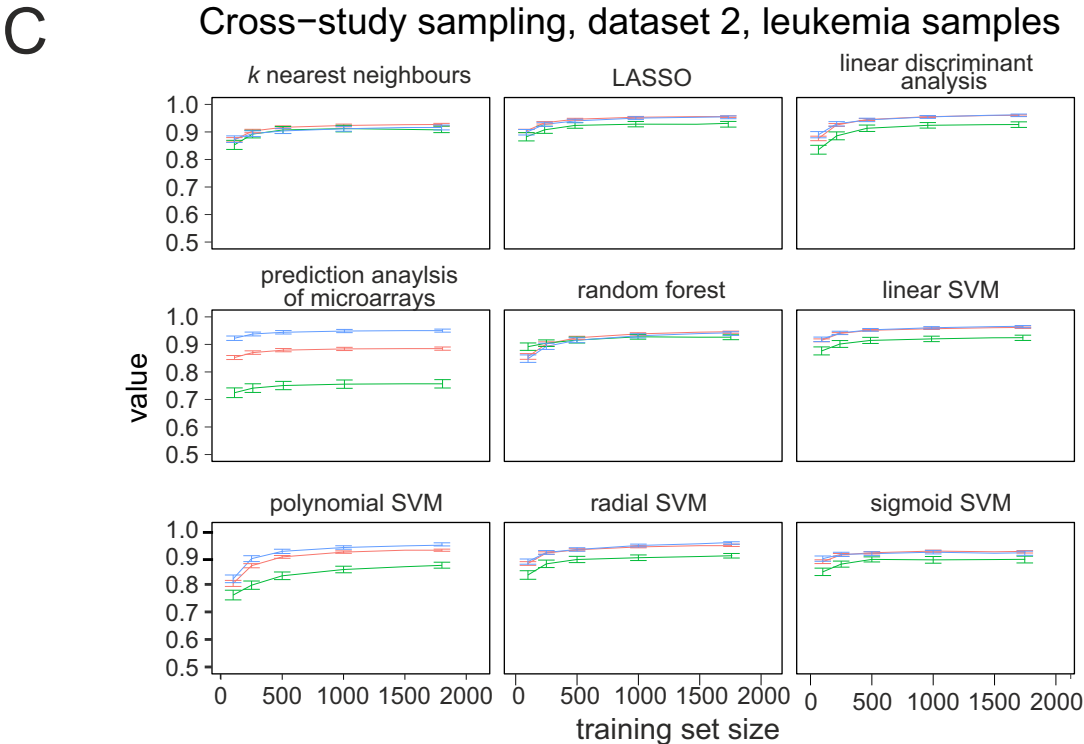 C
Cross−study sampling, dataset 2, leukemia samples
k nearest neighbours
LASSO
linear discriminant
analysis
1.0
0.9
0.8
0.7
0.6
0.5
prediction anaylsis
of microarrays
random forest
linear SVM
1.0
0.9
0.8
0.7
0.6
0.5
value
polynomial SVM
radial SVM
sigmoid SVM
1.0
0.9
0.8
0.7
0.6
0.5
0 500 1000 1500 2000
0 500 1000 1500 2000
0 500 1000 1500 2000
training set size